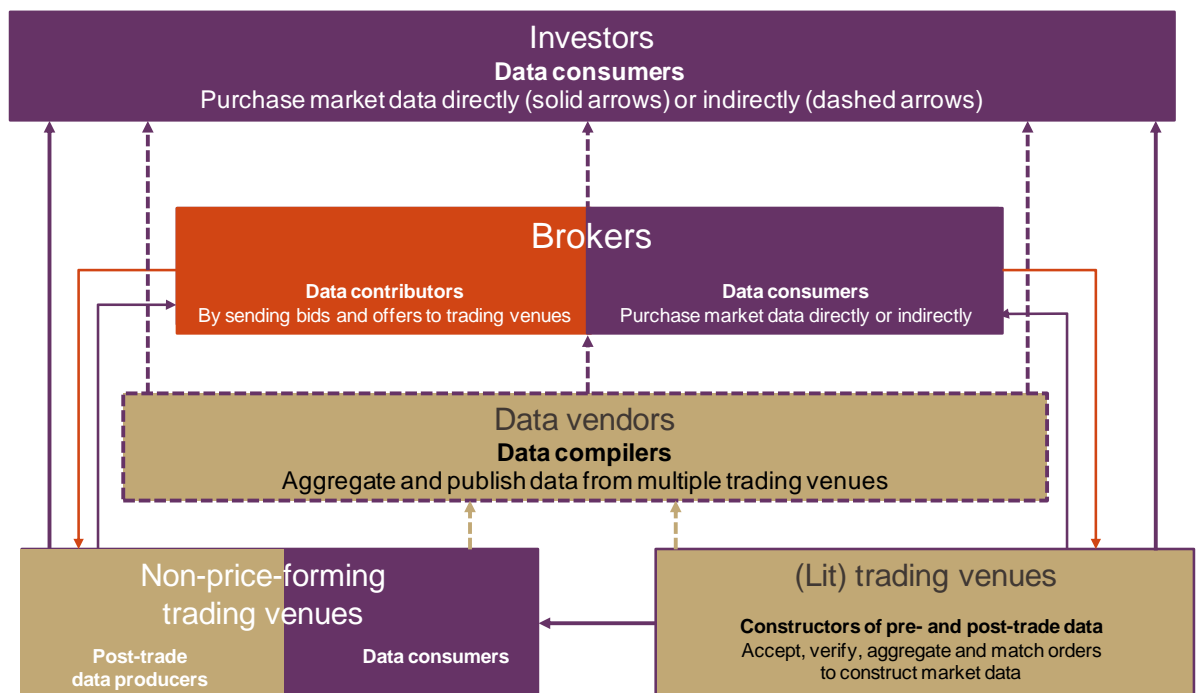 Investors
Data consumers
Purchase market data directly (solid arrows) or indirectly (dashed arrows)
Brokers
Data contributors
By sending bids and offers to trading venues
Data consumers
Purchase market data directly or indirectly
Data vendors
Data compilers
Aggregate and publish data from multiple trading venues
Non-price-forming
trading venues
Post-trade
data producers
Data consumers
(Lit) trading venues
Constructors of pre- and post-trade data
Accept, verify, aggregate and match orders
to construct market data